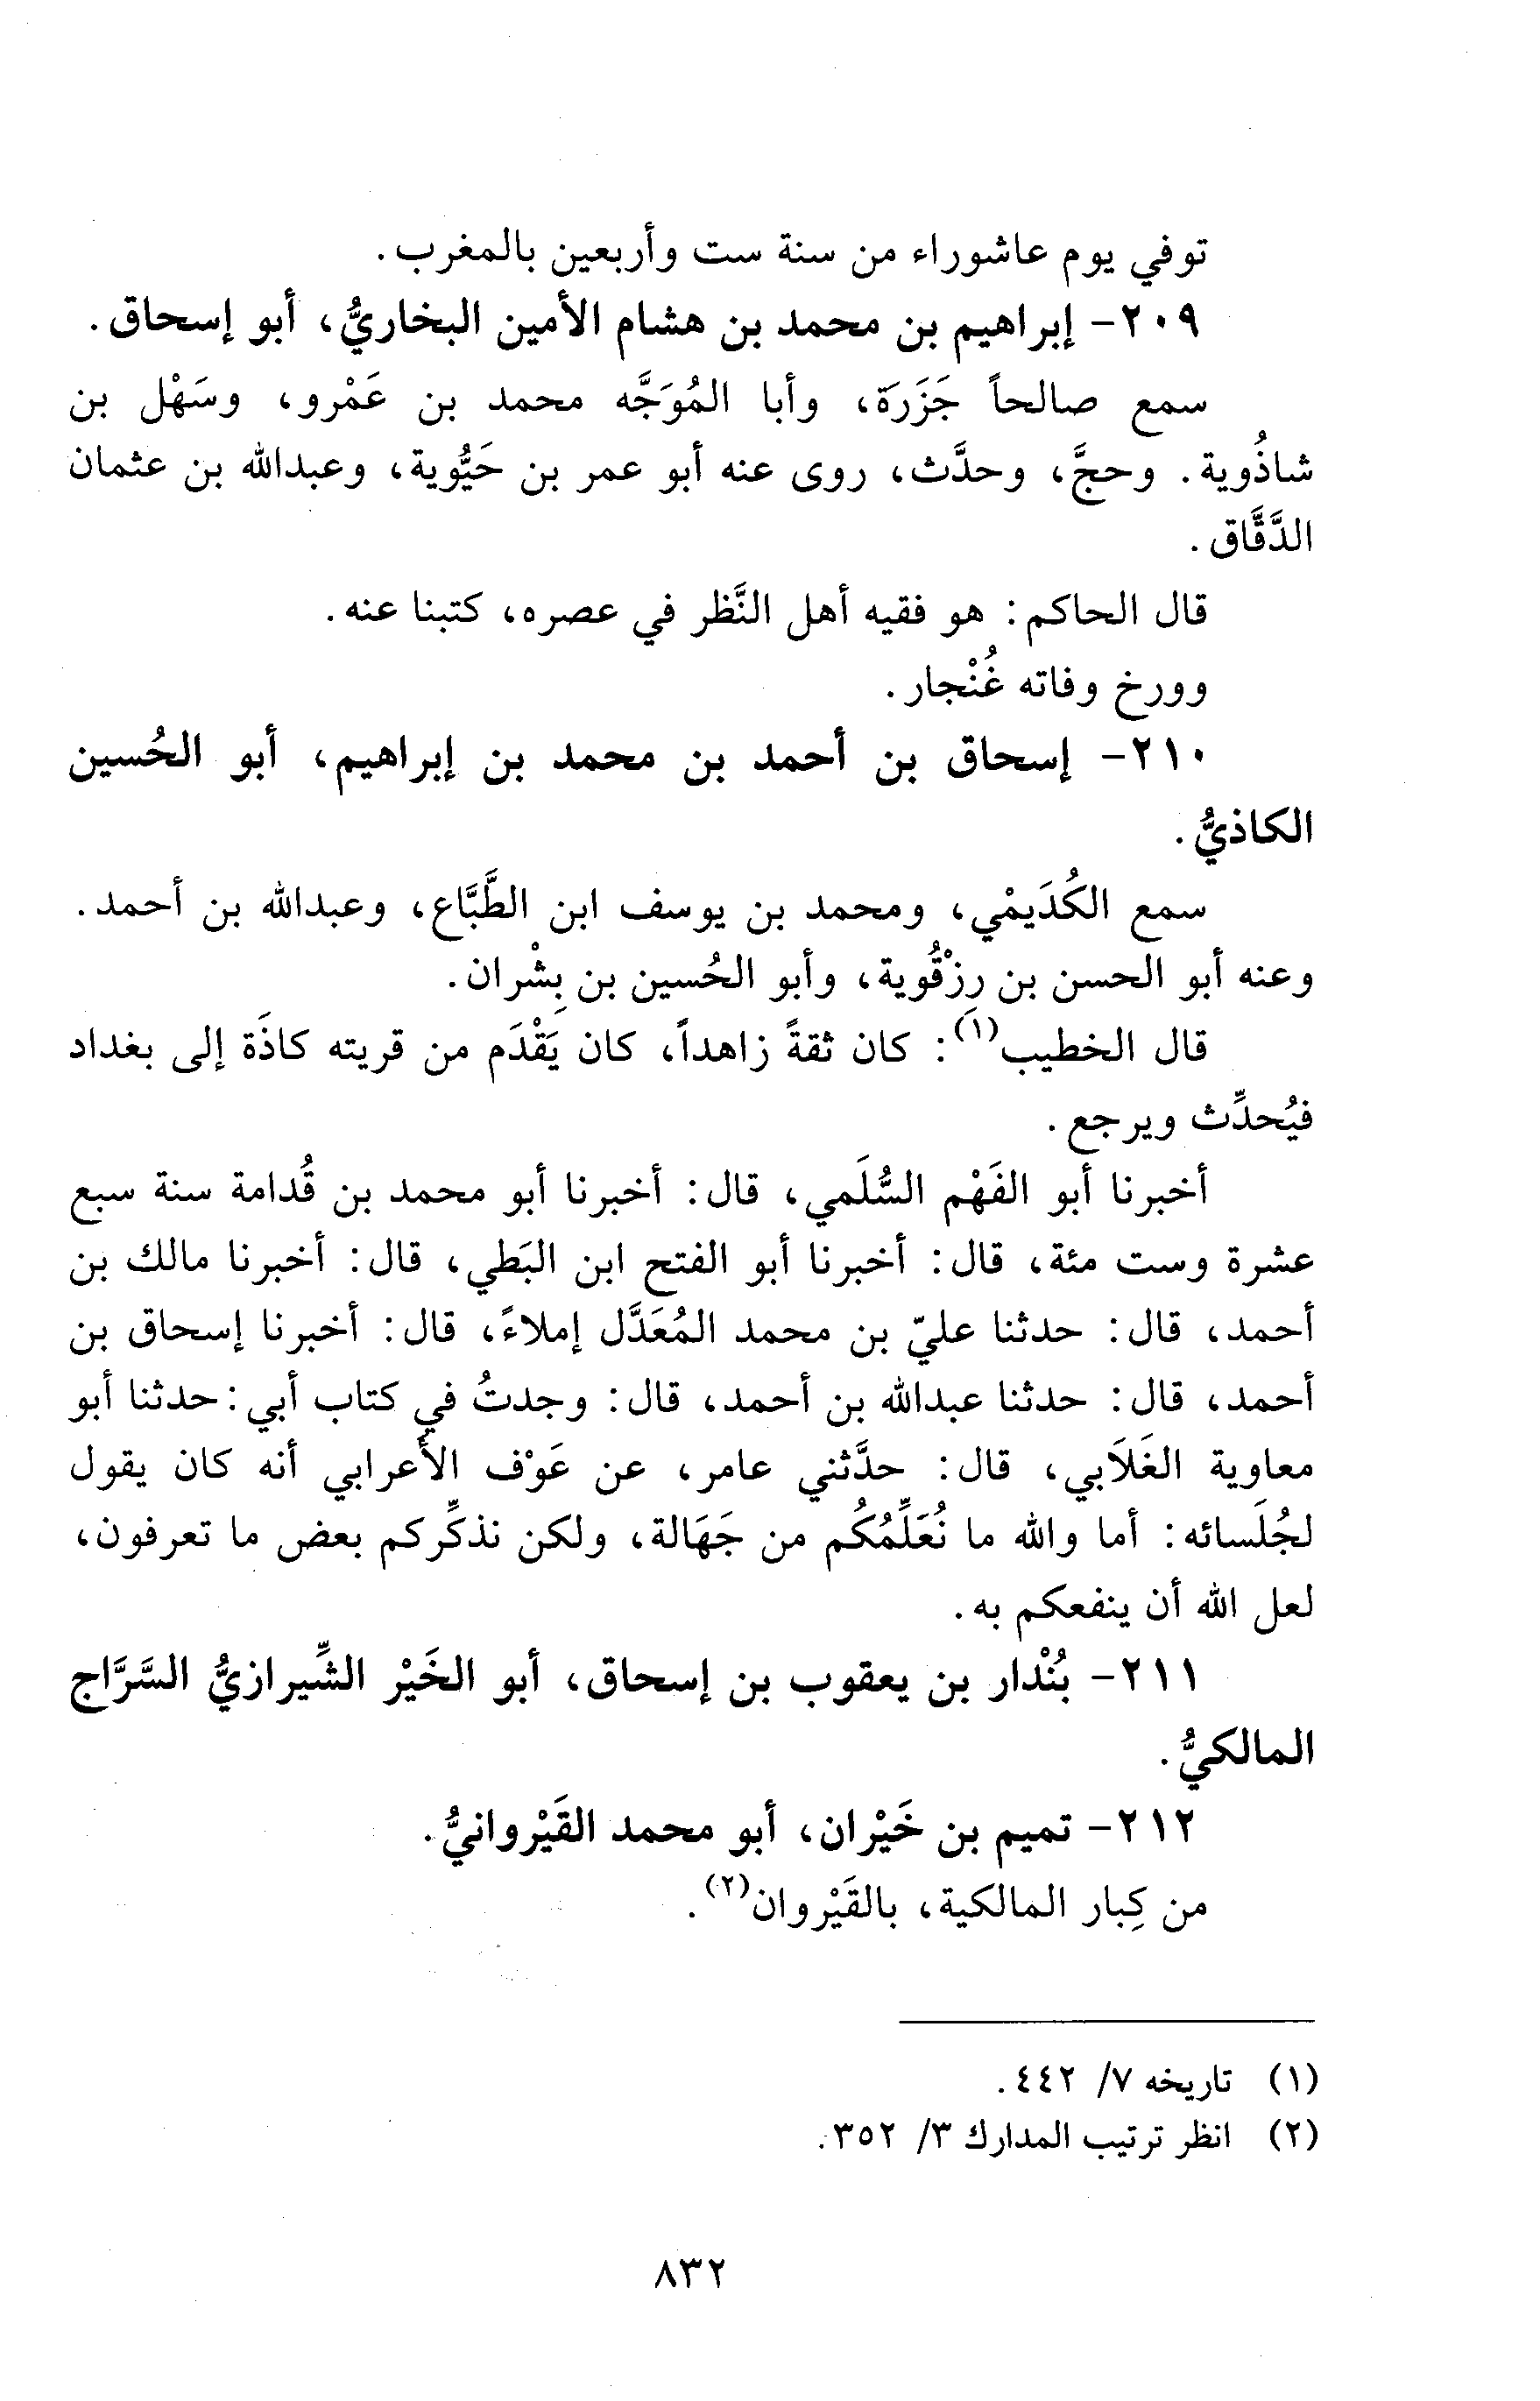 توفي يوم عاشوراء من سنة ست وأربعين بالمغرب.
٢٠٩- إبراهيم بن محمد بن هشام الأمين البخاريُّ، أبو إسحاق.
سمع صالحاً جَزَرَة، وأبا المُوَجَّه محمد بن عَمْرو، وسَهْل بن
شاذُوية. وحجَّ، وحدَّث، روى عنه أبو عمر بن حَيُّوية، وعبدالله بن عثمان
الدَّقَّاق.
قال الحاكم: هو فقيه أهل النَّظر في عصره، كتبنا عنه.
وورخ وفاته غُنْجار.
٢١٠- إسحاق بن أحمد بن محمد بن إبراهيم، أبو الحُسين
الكاذيُّ.
سمع الكُدَيمْي، ومحمد بن يوسف ابن الطَّبَّاع، وعبدالله بن أحمد.
وعنه أبو الحسن بن رِزْقُوية، وأبو الحُسين بن بِشْران.
قال الخطيب(١): كان ثقةً زاهداً، كان يَقْدَم من قريته كاذَة إلى بغداد
فيُحدِّث ويرجع.
أخبرنا أبو الفَهْم السُّلَمي، قال: أخبرنا أبو محمد بن قُدامة سنة سبع
عشرة وست مئة، قال: أخبرنا أبو الفتح ابن البَطي، قال: أخبرنا مالك بن
أحمد، قال: حدثنا عليّ بن محمد المُعَدَّل إملاءً، قال: أخبرنا إسحاق بن
أحمد، قال: حدثنا عبدالله بن أحمد، قال: وجدتُ في كتاب أبي: حدثنا أبو
معاوية الغَلَابي، قال: حدَّثني عامر، عن عَوْف الأعرابي أنه كان يقول
لجُلَسائه: أما والله ما نُعَلِّمُكُم من جَهَالة، ولكن نذكِّركم بعض ما تعرفون،
لعل الله أن ينفعكم به.
٢١١- بُنْدار بن يعقوب بن إسحاق، أبو الخَيْر الشِّيرازيُّ السَّرَّاج
المالكيُّ.
٢١٢- تميم بن خَيْران، أبو محمد القَيْروانيُّ.
من كِبار المالكية، بالقَيْروان(٢).
(١) تاريخه ٧/ ٤٤٢.
(٢) انظر ترتيب المدارك ٣/ ٣٥٢.
٨٣٢